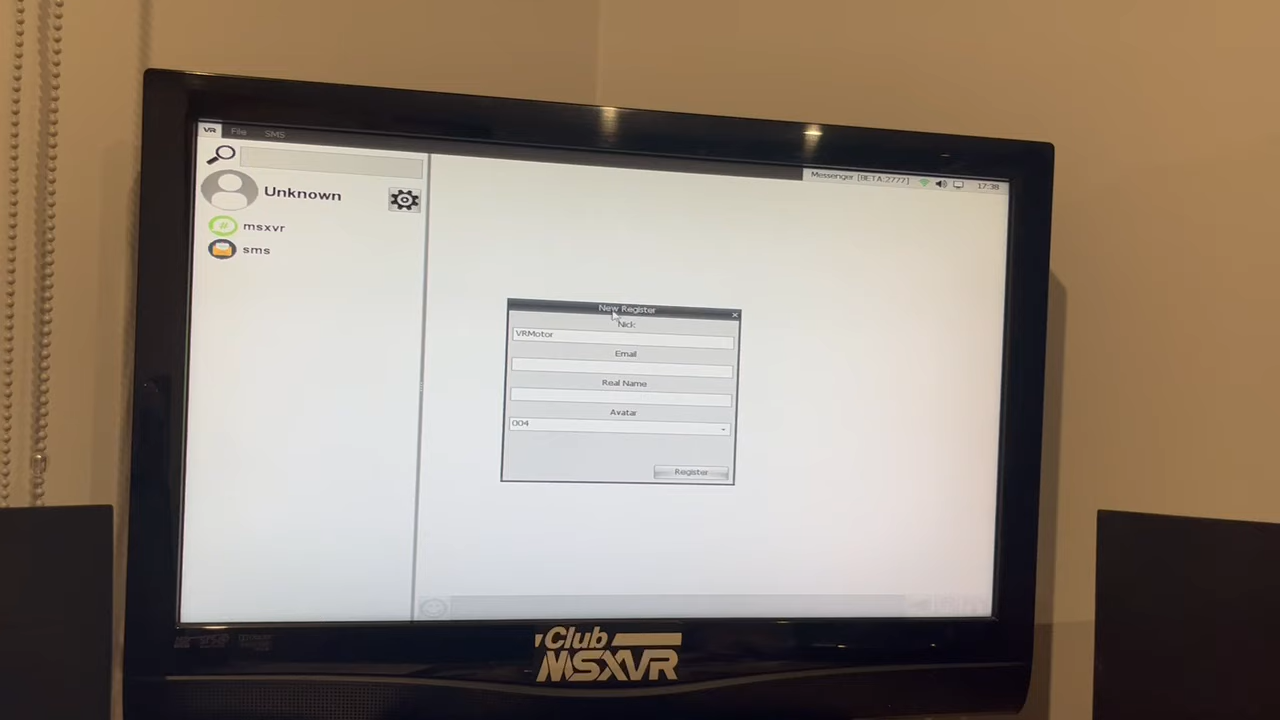 VR File SMS
Messenger [BETA:2777] 17:38
Unknown
# msxvr
sms
New Register
Nick
VRMotor
Email
Real Name
Avatar
004
Register
Club
MSXVR